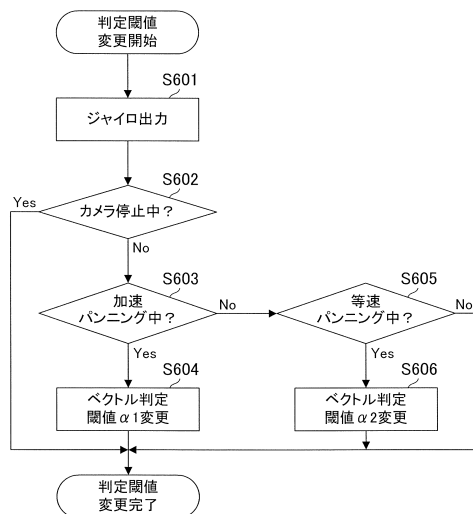 判定閾値
変更開始
S601
ジャイロ出力
S602
Yes
カメラ停止中？
No
S603
加速
パンニング中？
No
S605
等速
パンニング中？
No
Yes
S604
ベクトル判定
閾値α1変更
Yes
S606
ベクトル判定
閾値α2変更
判定閾値
変更完了